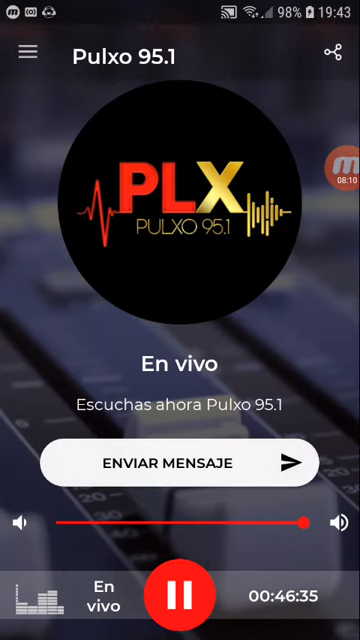 98% 19:43
Pulxo 95.1
08:10
PLX
PULXO 95.1
En vivo
Escuchas ahora Pulxo 95.1
ENVIAR MENSAJE
En
vivo
00:46:35